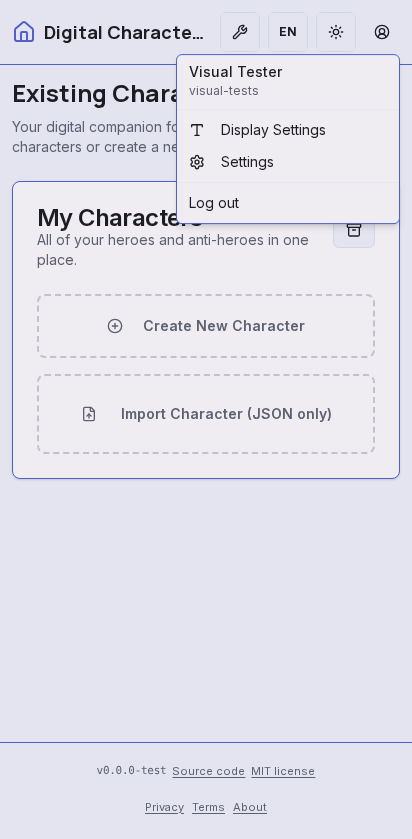 Digital Characte...
EN
Visual Tester
visual-tests
Display Settings
Settings
Log out
Existing Chara
Your digital companion fo
characters or create a ne
My Characters
All of your heroes and anti-heroes in one
place.
Create New Character
Import Character (JSON only)
v0.0.0-test Source code MIT license
Privacy Terms About